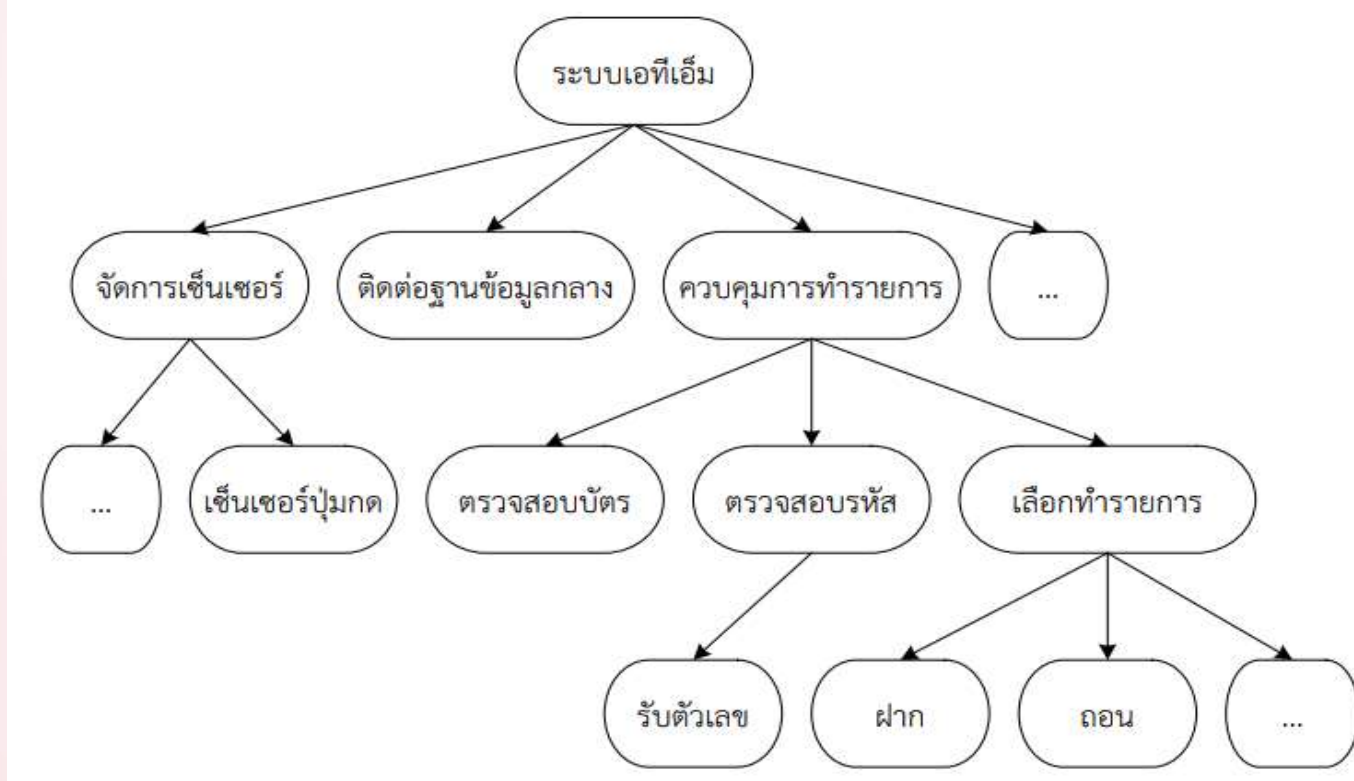 ระบบเอทีเอ็ม
จัดการเซ็นเซอร์
ติดต่อฐานข้อมูลกลาง
ควบคุมการทำรายการ
...
...
เซ็นเซอร์ปุ่มกด
ตรวจสอบบัตร
ตรวจสอบรหัส
เลือกทำรายการ
รับตัวเลข
ฝาก
ถอน
...